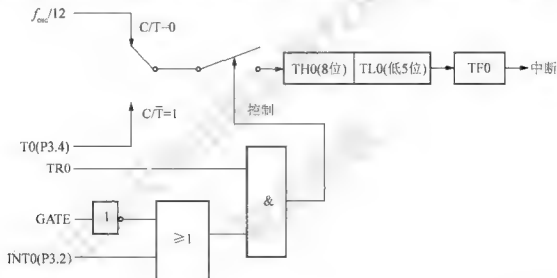 fosc/12
C/T̅=0
TH0(8位)
TL0(低5位)
TF0
中断
C/T̅=1
控制
T0(P3.4)
TR0
&
GATE
1
≥1
INT0(P3.2)